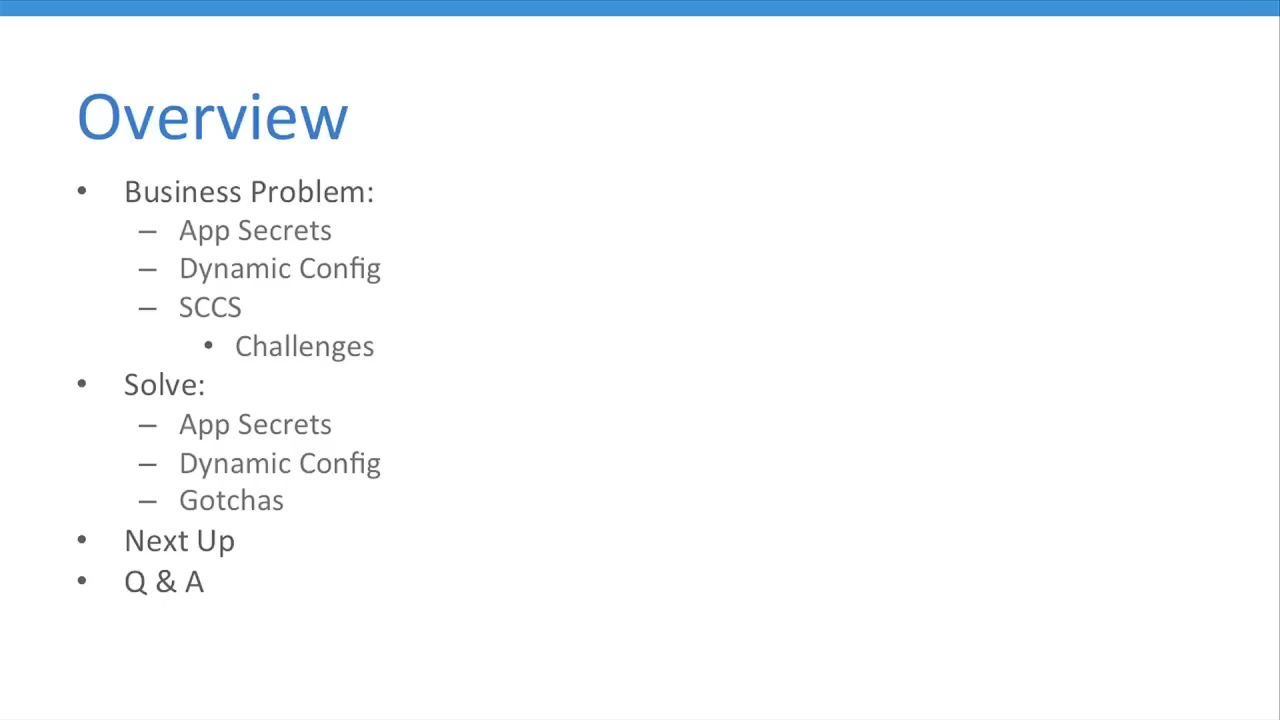 Overview
• Business Problem:
– App Secrets
– Dynamic Config
– SCCS
• Challenges
• Solve:
– App Secrets
– Dynamic Config
– Gotchas
• Next Up
• Q & A